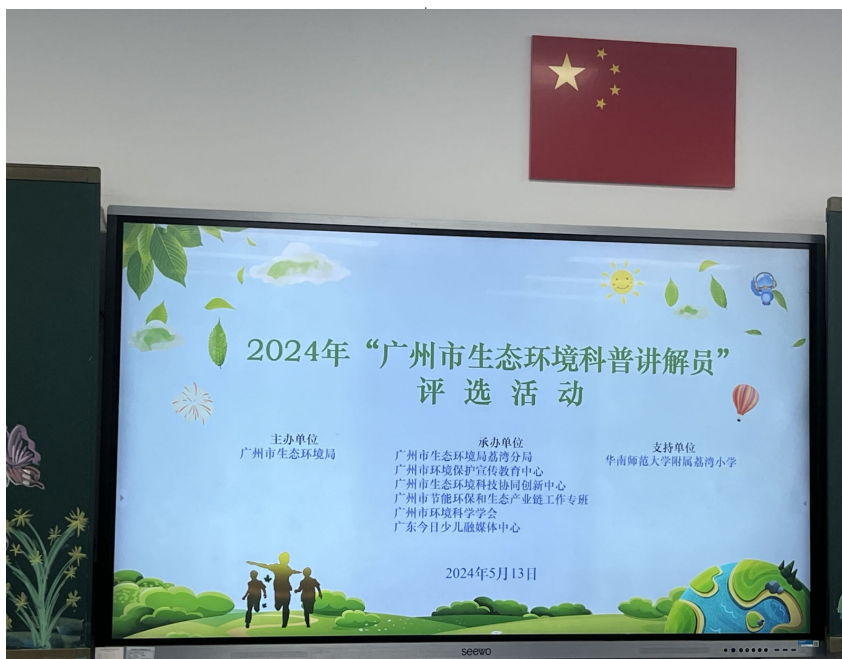 2024年“广州市生态环境科普讲解员”
评选活动
主办单位
广州市生态环境局
承办单位
广州市生态环境局荔湾分局
广州市环境保护宣传教育中心
广州市生态环境科技协同创新中心
广州市节能环保和生态产业链工作专班
广州市环境科学学会
广东今日少儿融媒体中心
支持单位
华南师范大学附属荔湾小学
2024年5月13日
seewo